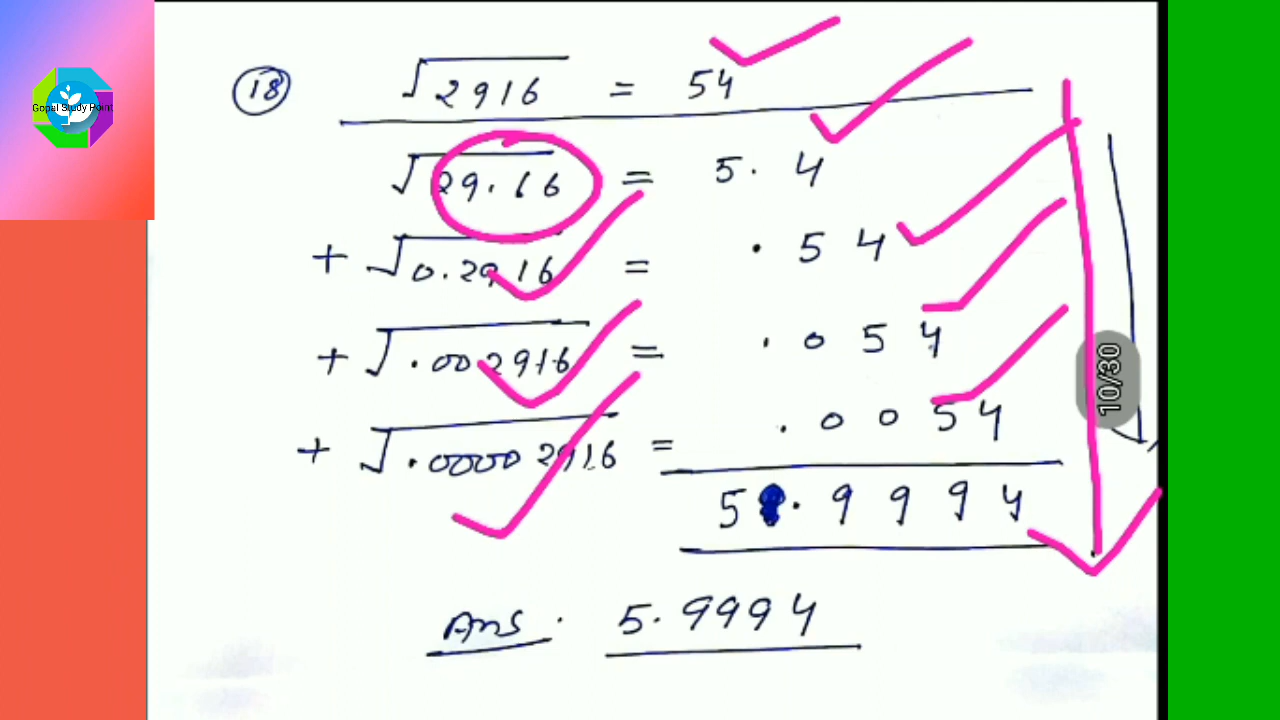 18 √2916 = 54
Gopal Study Point
√29.16 = 5.4
+ √0.2916 = .54
+ √.002916 = .054
10/30
+ √.00002916 = .0054
5.9994
Ans. 5.9994